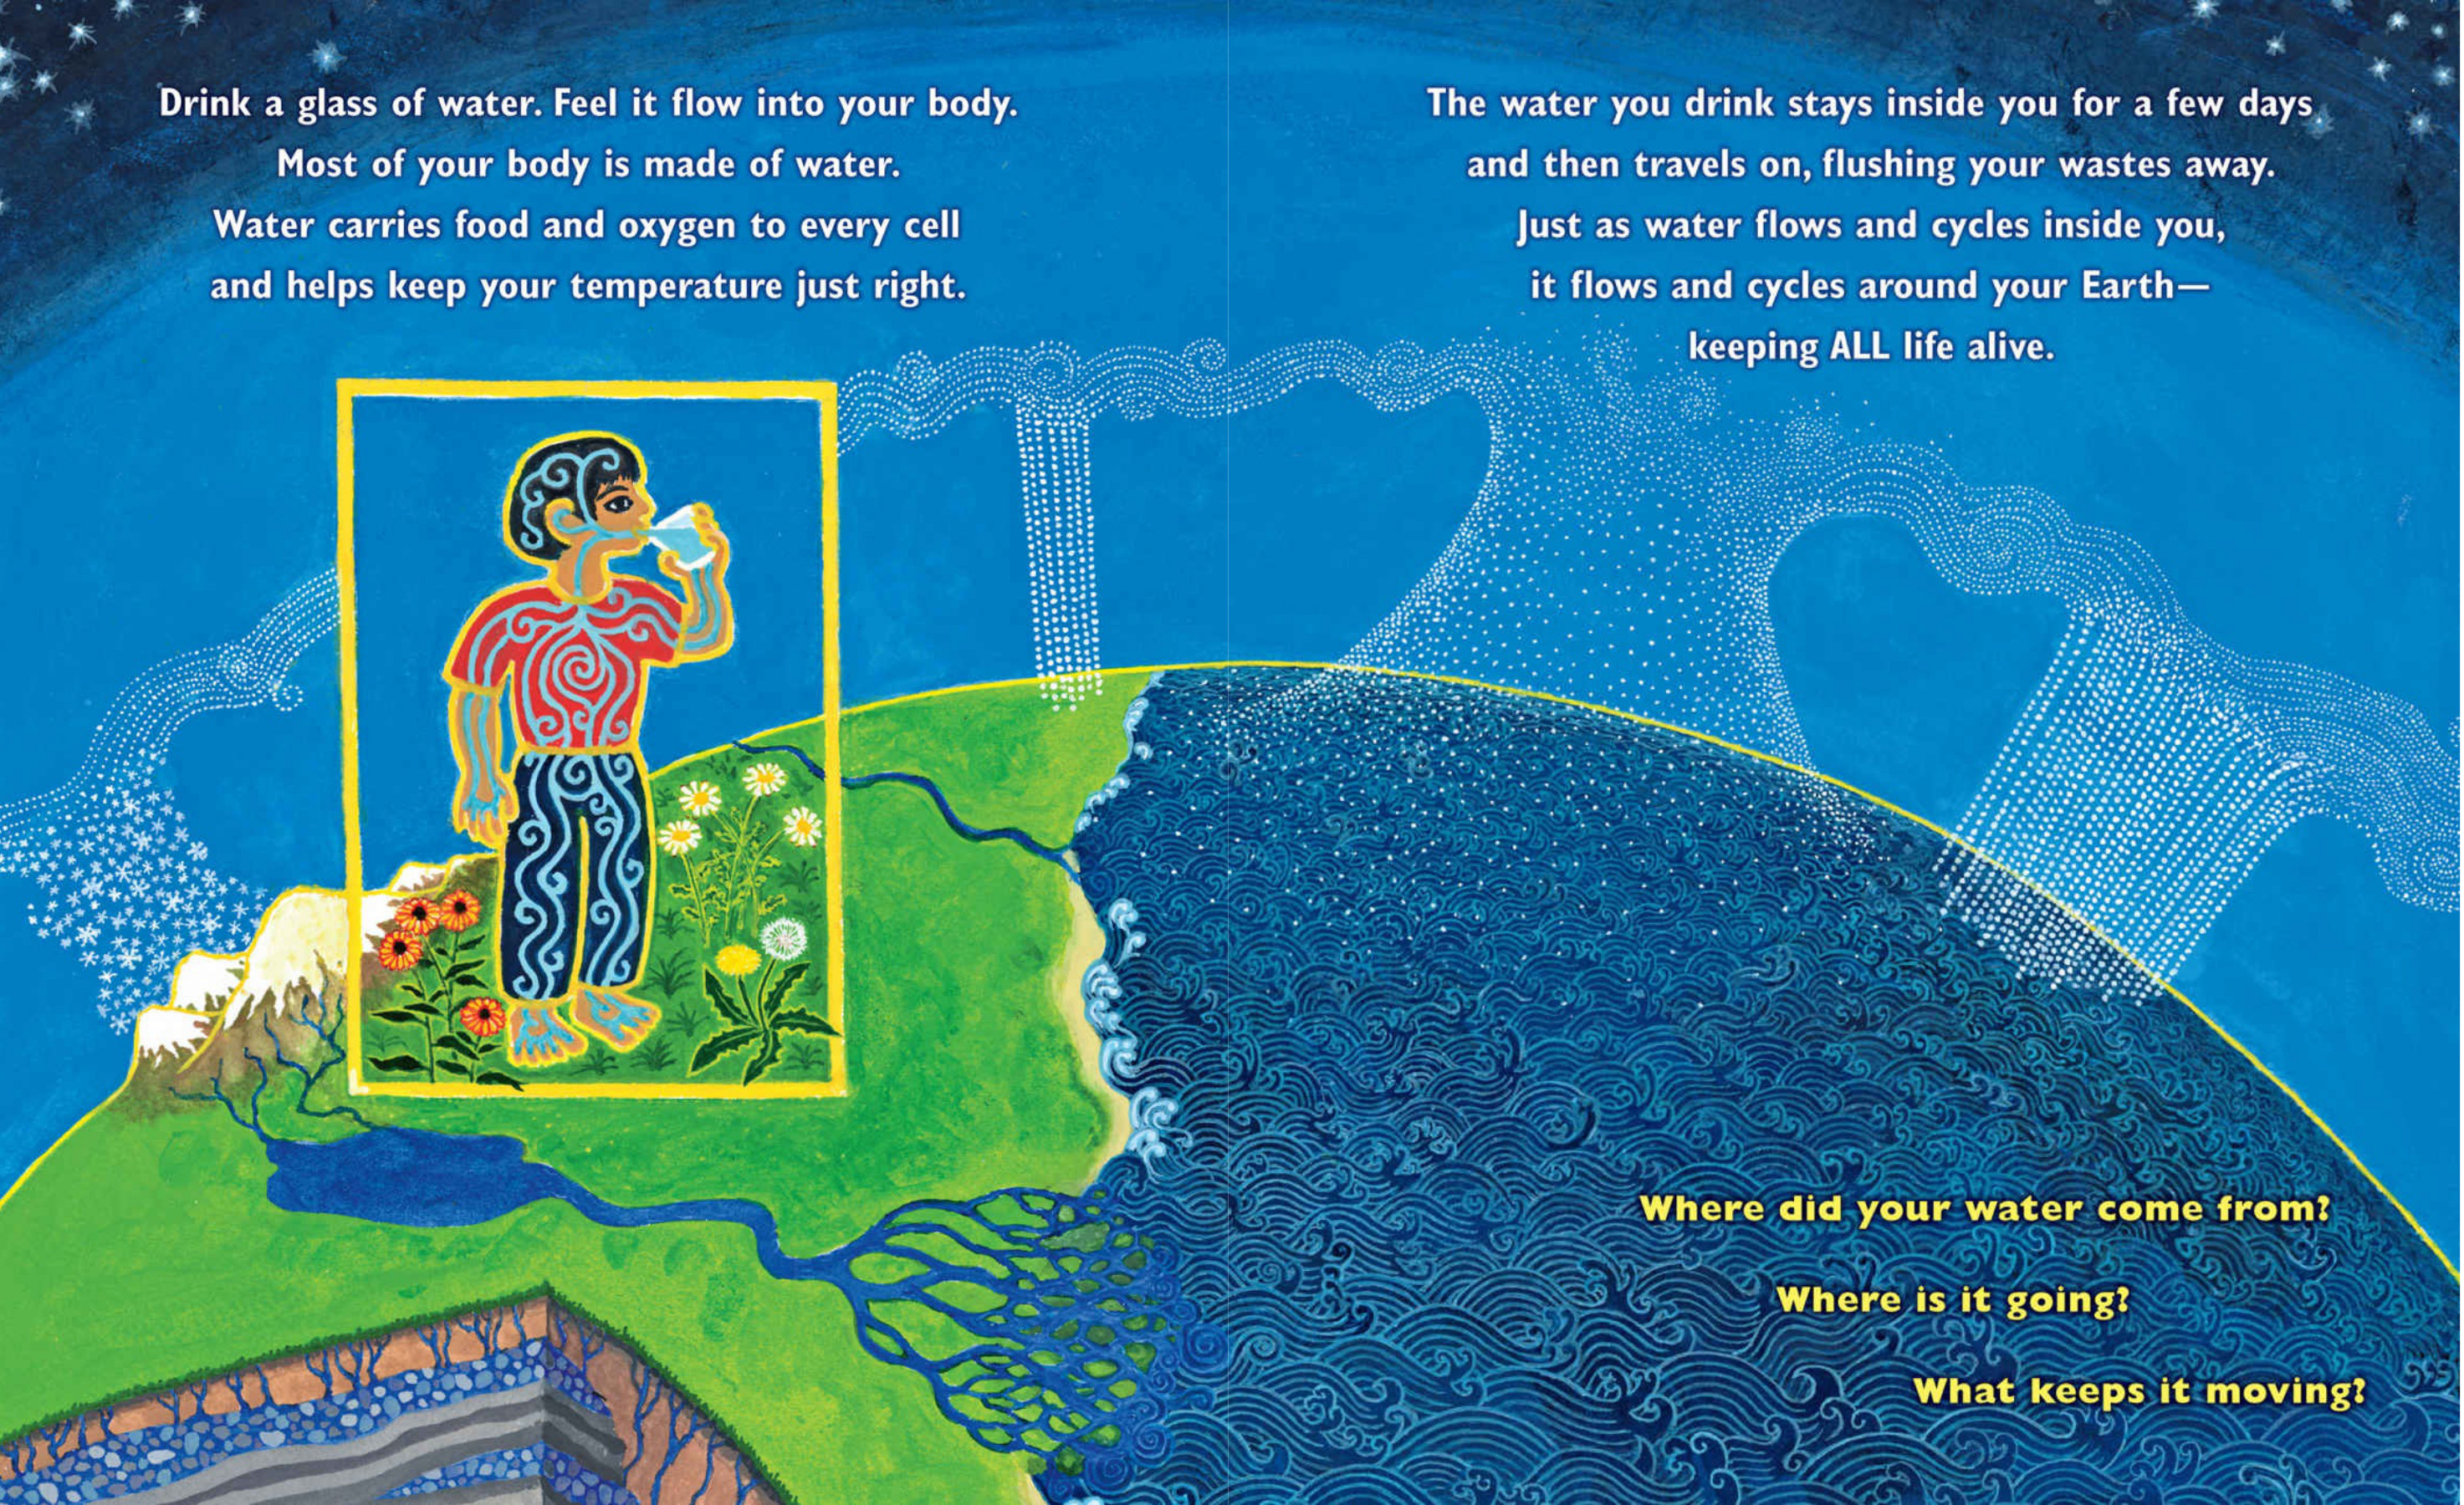 Drink a glass of water. Feel it flow into your body.
Most of your body is made of water.
Water carries food and oxygen to every cell
and helps keep your temperature just right.
The water you drink stays inside you for a few days
and then travels on, flushing your wastes away.
Just as water flows and cycles inside you,
it flows and cycles around your Earth—
keeping ALL life alive.
Where did your water come from?
Where is it going?
What keeps it moving?